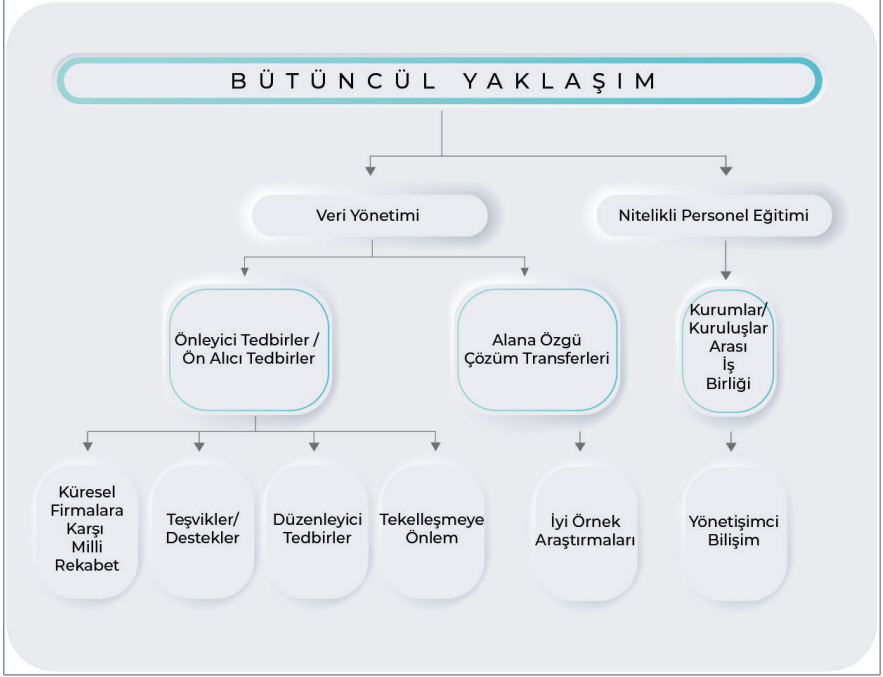 BÜTÜNCÜL YAKLAŞIM
Veri Yönetimi
Nitelikli Personel Eğitimi
Önleyici Tedbirler /
Ön Alıcı Tedbirler
Alana Özgü
Çözüm Transferleri
Kurumlar/
Kuruluşlar
Arası
İş
Birliği
Küresel
Firmalara
Karşı
Milli
Rekabet
Teşvikler/
Destekler
Düzenleyici
Tedbirler
Tekelleşmeye
Önlem
İyi Örnek
Araştırmaları
Yönetişimci
Bilişim